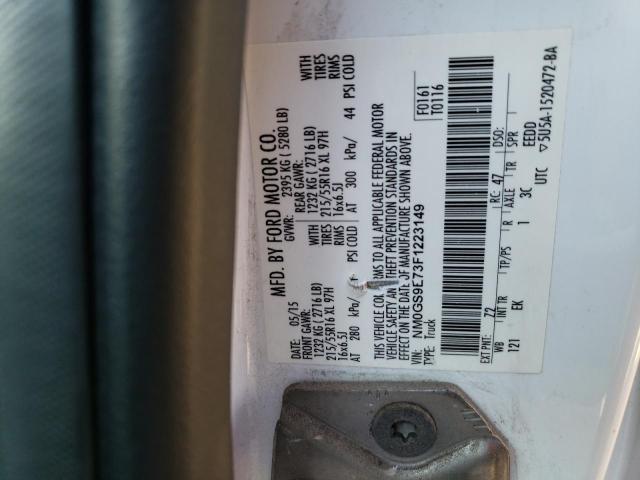 MFD. BY FORD MOTOR CO.
DATE: 05/15 GVWR: 2395 KG ( 5280 LB)
FRONT GAWR: REAR GAWR: WITH
1232 KG (2716 LB) 1232 KG (2716 LB) TIRES
215/55R16 XL 97H 215/55R16 XL 97H RIMS
16x6.5J 16x6.5J
AT 280 kPa/ PSI COLD AT 300 kPa/ 44 PSI COLD
THIS VEHICLE CONFORMS TO ALL APPLICABLE FEDERAL MOTOR
VEHICLE SAFETY AND THEFT PREVENTION STANDARDS IN
EFFECT ON THE DATE OF MANUFACTURE SHOWN ABOVE.
VIN: NM0GS9E73F1223149
TYPE: Truck
F0161
T0116
EXT PNT: Z2 RC: 47 DSO:
WB INT TR TP/PS R AXLE TR SPR
121 EK 1 3C EEDD
UTC ▽5U5A-1520472-BA